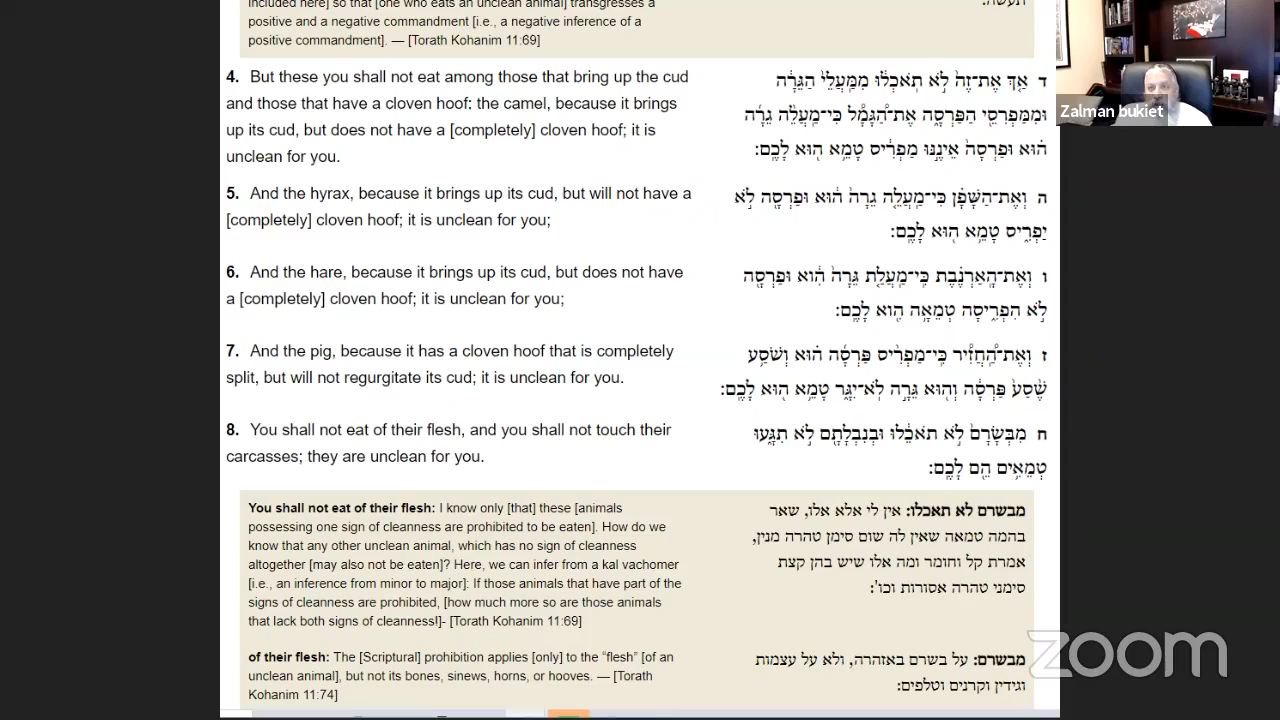 included here] so that [one who eats an unclean animal] transgresses a
positive and a negative commandment [i.e., a negative inference of a
positive commandment]. — [Torath Kohanim 11:69]
תעשה:
4. But these you shall not eat among those that bring up the cud
and those that have a cloven hoof: the camel, because it brings
up its cud, but does not have a [completely] cloven hoof; it is
unclean for you.
ד אַ֤ךְ אֶת־זֶה֙ לֹ֣א תֹֽאכְל֔וּ מִֽמַּעֲלֵי֙ הַגֵּרָ֔ה
וּמִמַּפְרִסֵ֖י הַפַּרְסָ֑ה אֶת־הַ֠גָּמָ֠ל כִּי־מַֽעֲלֵ֨ה גֵרָ֜ה
ה֗וּא וּפַרְסָה֙ אֵינֶ֣נּוּ מַפְרִ֔יס טָמֵ֥א ה֖וּא לָכֶֽם:
5. And the hyrax, because it brings up its cud, but will not have a
[completely] cloven hoof; it is unclean for you;
ה וְאֶת־הַשָּׁפָ֗ן כִּי־מַֽעֲלֵ֤ה גֵרָה֙ ה֔וּא וּפַרְסָ֖ה לֹ֣א
יַפְרִ֑יס טָמֵ֥א ה֖וּא לָכֶֽם:
6. And the hare, because it brings up its cud, but does not have
a [completely] cloven hoof; it is unclean for you;
ו וְאֶת־הָֽאַרְנֶ֗בֶת כִּֽי־מַֽעֲלַ֤ת גֵּרָה֙ הִ֔וא וּפַרְסָ֖ה
לֹ֣א הִפְרִ֑יסָה טְמֵאָ֥ה הִ֖וא לָכֶֽם:
7. And the pig, because it has a cloven hoof that is completely
split, but will not regurgitate its cud; it is unclean for you.
ז וְאֶת־הַֽ֠חֲזִ֠יר כִּֽי־מַפְרִ֨יס פַּרְסָ֜ה ה֗וּא וְשֹׁסַ֥ע
שֶׁ֨סַע֙ פַּרְסָ֔ה וְה֖וּא גֵּרָ֣ה לֹֽא־יִגָּ֑ר טָמֵ֥א ה֖וּא לָכֶֽם:
8. You shall not eat of their flesh, and you shall not touch their
carcasses; they are unclean for you.
ח מִבְּשָׂרָם֙ לֹ֣א תֹאכֵ֔לוּ וּבְנִבְלָתָ֖ם לֹ֣א תִגָּ֑עוּ
טְמֵאִ֥ים הֵ֖ם לָכֶֽם:
You shall not eat of their flesh: I know only [that] these [animals
possessing one sign of cleanness are prohibited to be eaten]. How do we
know that any other unclean animal, which has no sign of cleanness
altogether [may also not be eaten]? Here, we can infer from a kal vachomer
[i.e., an inference from minor to major]: If those animals that have part of the
signs of cleanness are prohibited, [how much more so are those animals
that lack both signs of cleanness!]- [Torath Kohanim 11:69]
מבשרם לא תאכלו: אין לי אלא אלו, שאר
בהמה טמאה שאין לה שום סימן טהרה מנין,
אמרת קל וחומר ומה אלו שיש בהן קצת
סימני טהרה אסורות וכו':
of their flesh: The [Scriptural] prohibition applies [only] to the “flesh” [of an
unclean animal], but not its bones, sinews, horns, or hooves. — [Torath
Kohanim 11:74]
מבשרם: על בשרם באזהרה, ולא על עצמות
וגידין וקרנים וטלפים:
Zalman bukiet
zoom